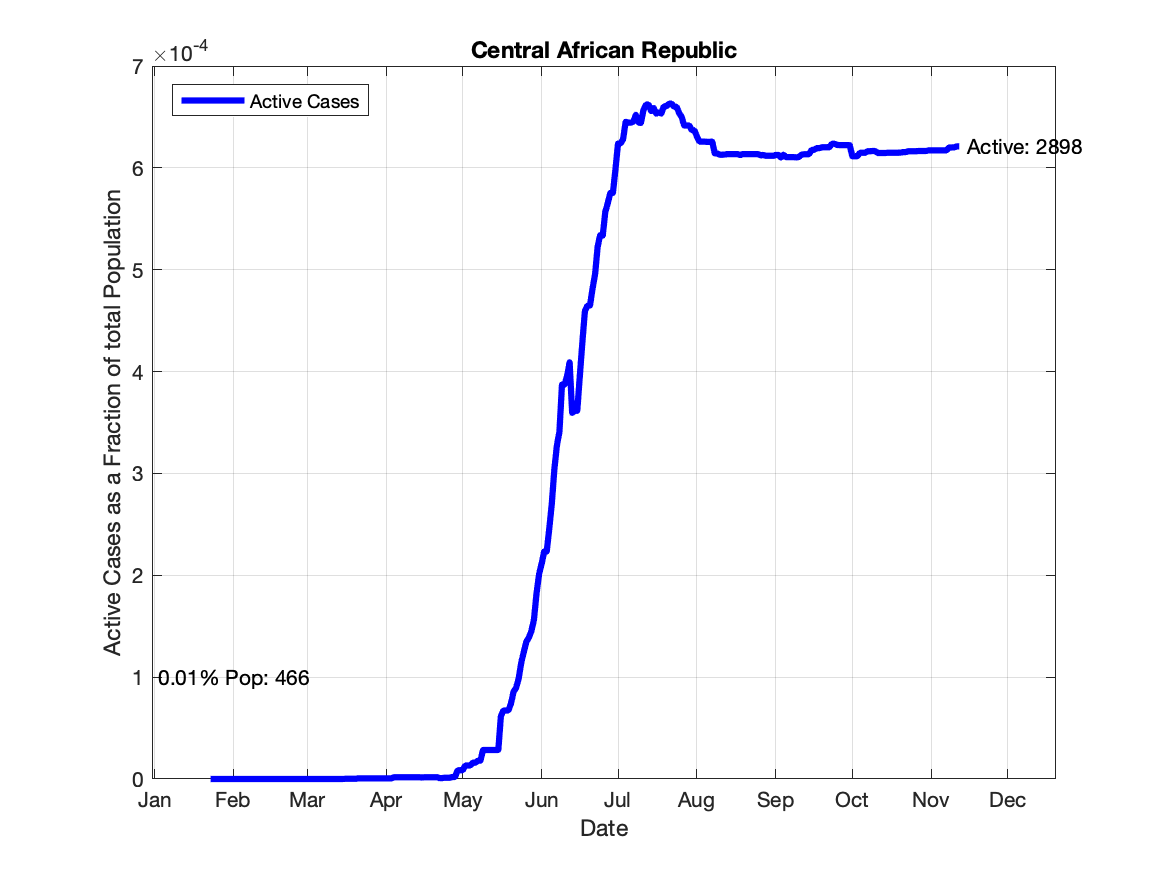 Central African Republic
×10-4
Active Cases
7
6
5
4
3
2
1
0
Active Cases as a Fraction of total Population
Active: 2898
0.01% Pop: 466
Jan Feb Mar Apr May Jun Jul Aug Sep Oct Nov Dec
Date